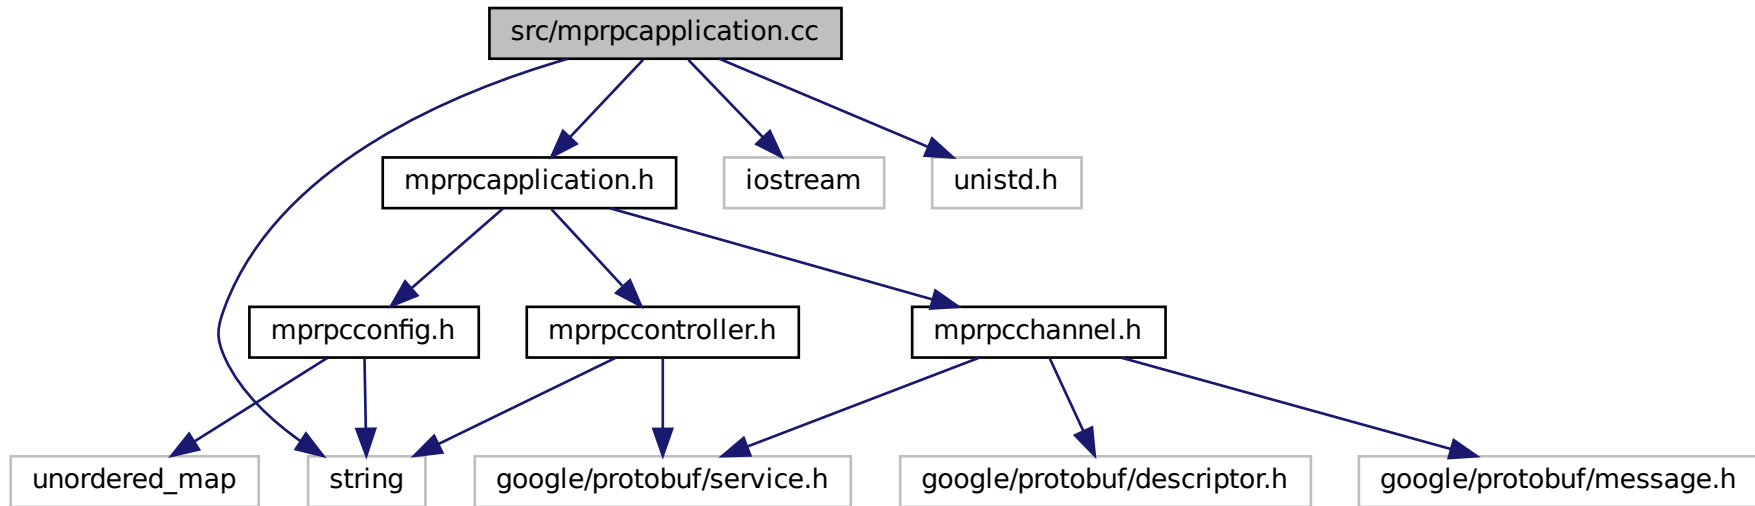 src/mprpcapplication.cc
mprpcapplication.h
iostream
unistd.h
mprpcconfig.h
mprpccontroller.h
mprpcchannel.h
unordered_map
string
google/protobuf/service.h
google/protobuf/descriptor.h
google/protobuf/message.h